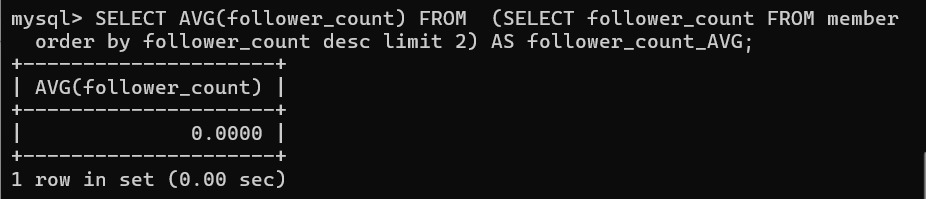 mysql> SELECT AVG(follower_count) FROM  (SELECT follower_count FROM member
  order by follower_count desc limit 2) AS follower_count_AVG;
+---------------------+
| AVG(follower_count) |
+---------------------+
|              0.0000 |
+---------------------+
1 row in set (0.00 sec)